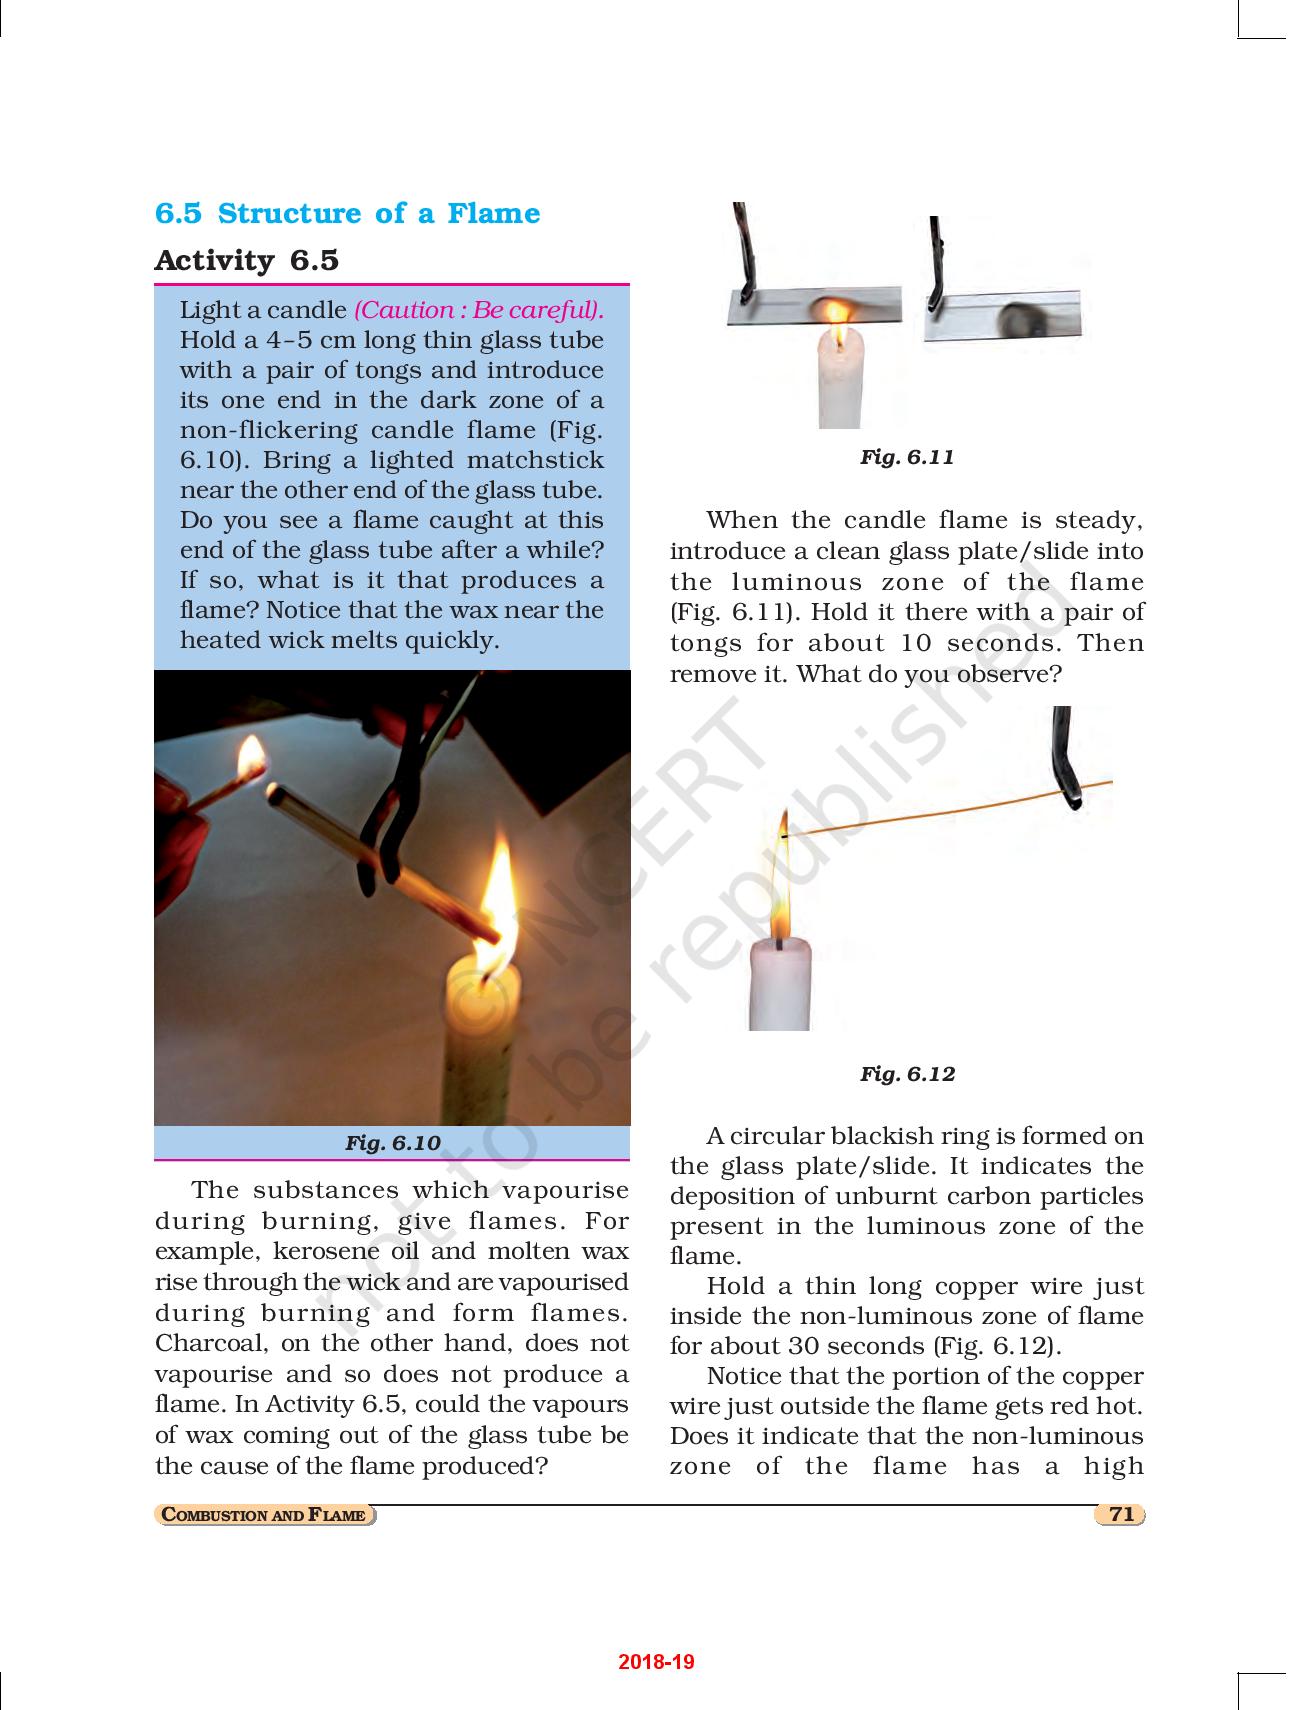 6.5 Structure of a Flame
Activity 6.5
Light a candle (Caution : Be careful).
Hold a 4–5 cm long thin glass tube
with a pair of tongs and introduce
its one end in the dark zone of a
non-flickering candle flame (Fig.
6.10). Bring a lighted matchstick
near the other end of the glass tube.
Do you see a flame caught at this
end of the glass tube after a while?
If so, what is it that produces a
flame? Notice that the wax near the
heated wick melts quickly.
Fig. 6.10
The substances which vapourise
during burning, give flames. For
example, kerosene oil and molten wax
rise through the wick and are vapourised
during burning and form flames.
Charcoal, on the other hand, does not
vapourise and so does not produce a
flame. In Activity 6.5, could the vapours
of wax coming out of the glass tube be
the cause of the flame produced?
Fig. 6.11
When the candle flame is steady,
introduce a clean glass plate/slide into
the luminous zone of the flame
(Fig. 6.11). Hold it there with a pair of
tongs for about 10 seconds. Then
remove it. What do you observe?
Fig. 6.12
A circular blackish ring is formed on
the glass plate/slide. It indicates the
deposition of unburnt carbon particles
present in the luminous zone of the
flame.
Hold a thin long copper wire just
inside the non-luminous zone of flame
for about 30 seconds (Fig. 6.12).
Notice that the portion of the copper
wire just outside the flame gets red hot.
Does it indicate that the non-luminous
zone of the flame has a high
© NCERT
not to be republished
COMBUSTION AND FLAME
71
2018-19